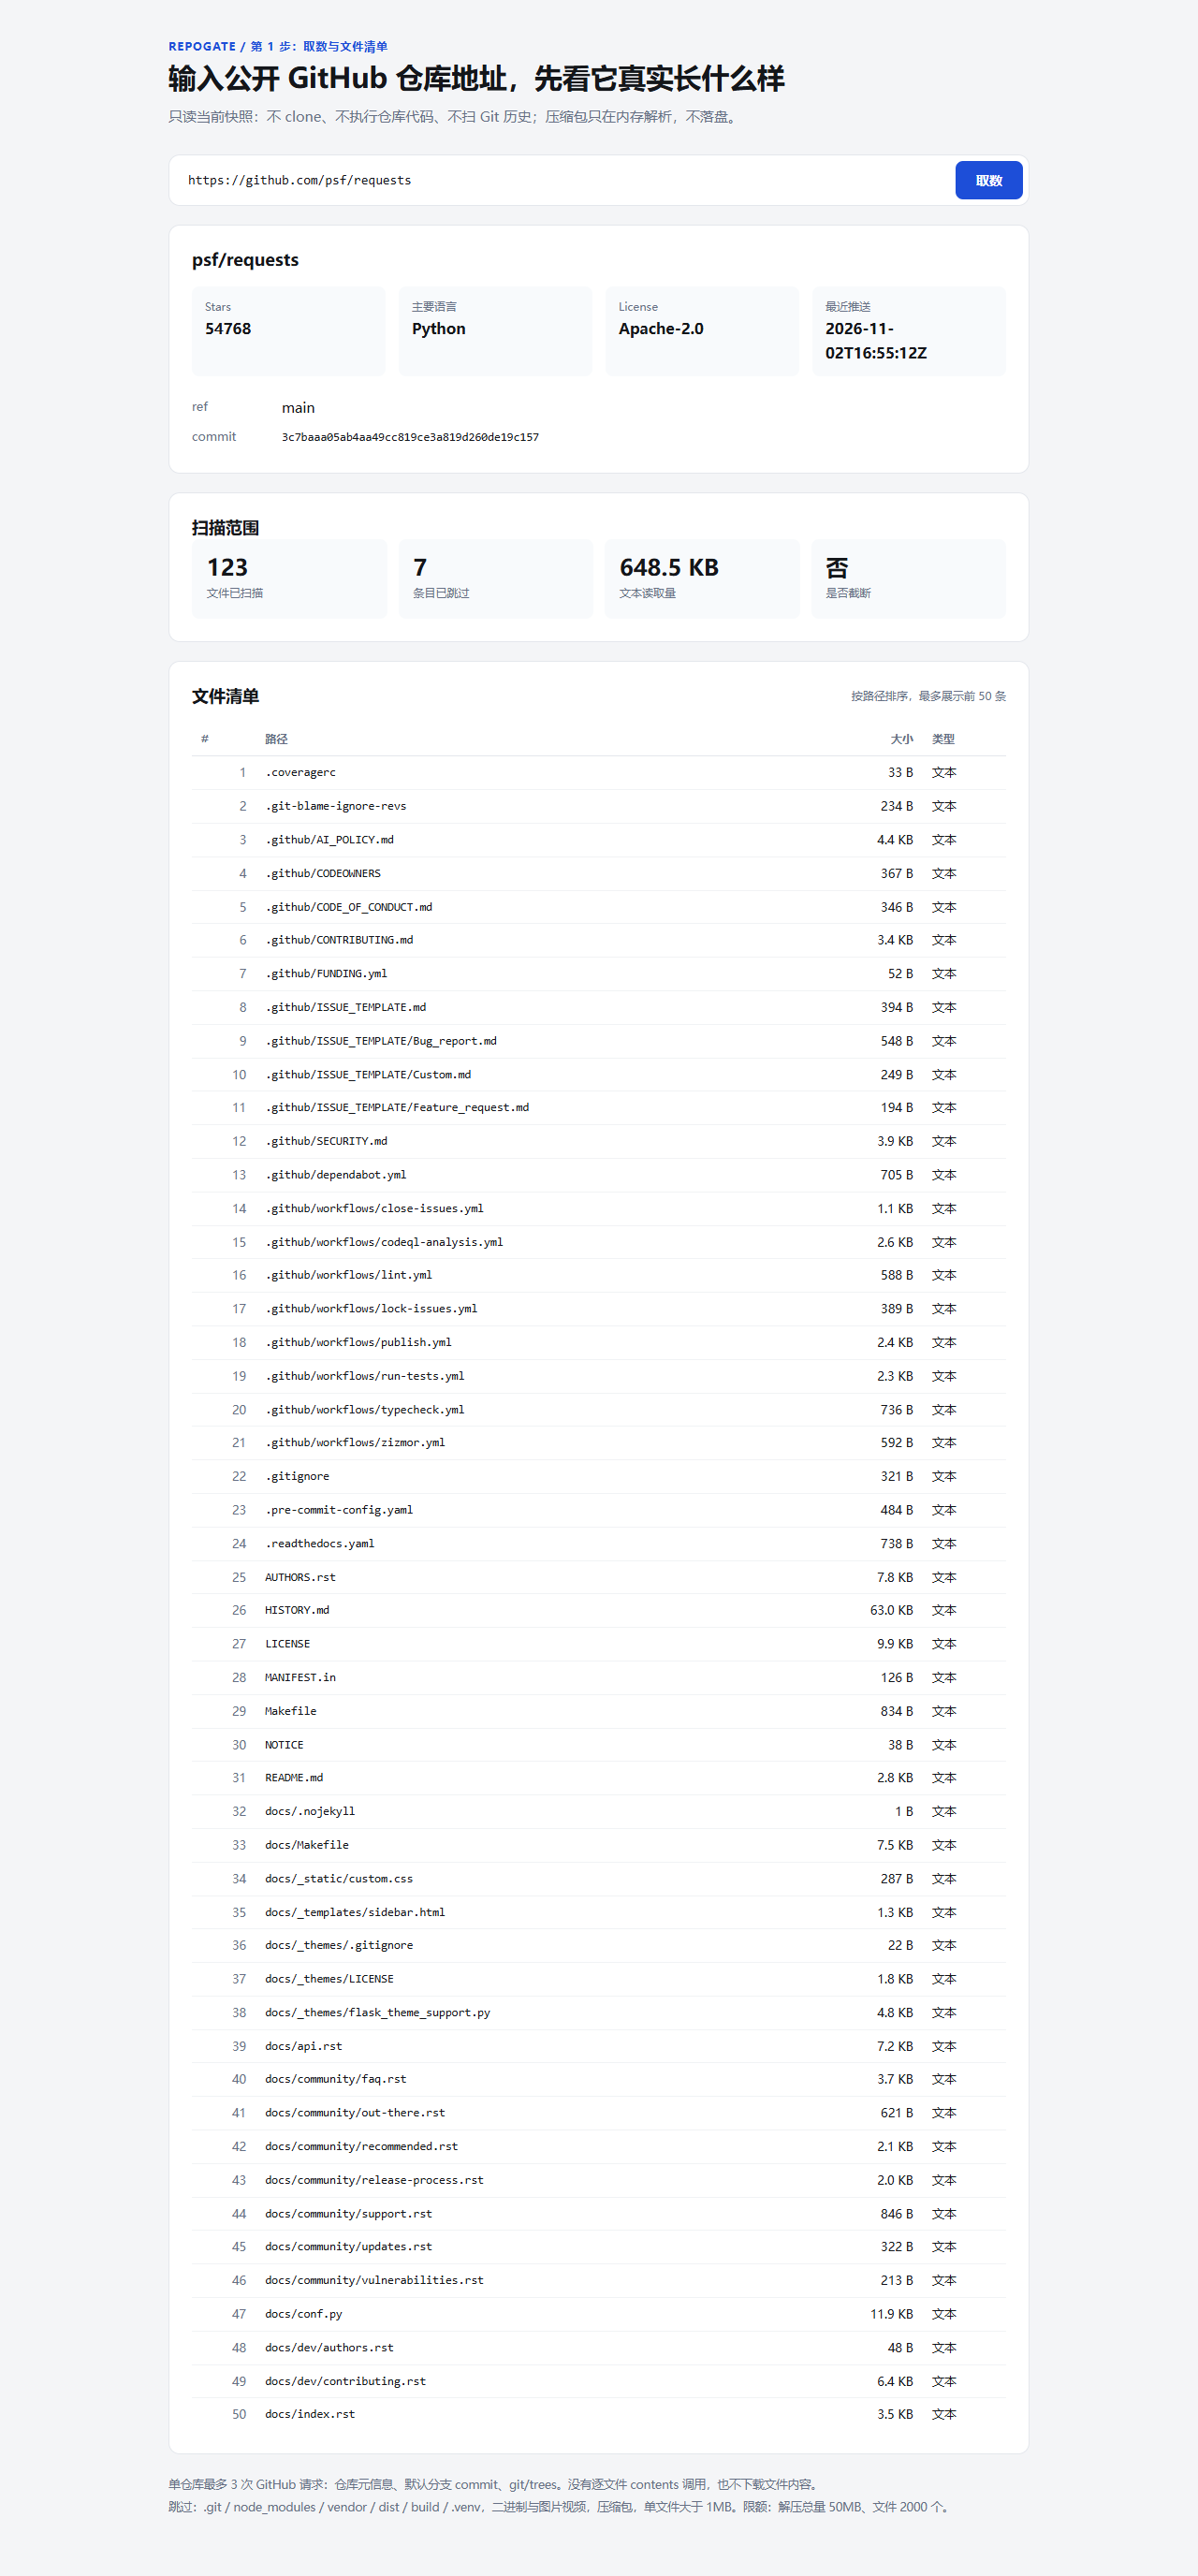 REPOGATE / 第 1 步：取数与文件清单
输入公开 GitHub 仓库地址，先看它真实长什么样
只读当前快照：不 clone、不执行仓库代码、不扫 Git 历史；压缩包只在内存解析，不落盘。
https://github.com/psf/requests 取数
psf/requests
Stars 主要语言 License 最近推送
54768 Python Apache-2.0 2026-11-
02T16:55:12Z
ref main
commit 3c7baaa05ab4aa49cc819ce3a819d260de19c157
扫描范围
123 7 648.5 KB 否
文件已扫描 条目已跳过 文本读取量 是否截断
文件清单 按路径排序，最多展示前 50 条
# 路径 大小 类型
1 .coveragerc 33 B 文本
2 .git-blame-ignore-revs 234 B 文本
3 .github/AI_POLICY.md 4.4 KB 文本
4 .github/CODEOWNERS 367 B 文本
5 .github/CODE_OF_CONDUCT.md 346 B 文本
6 .github/CONTRIBUTING.md 3.4 KB 文本
7 .github/FUNDING.yml 52 B 文本
8 .github/ISSUE_TEMPLATE.md 394 B 文本
9 .github/ISSUE_TEMPLATE/Bug_report.md 548 B 文本
10 .github/ISSUE_TEMPLATE/Custom.md 249 B 文本
11 .github/ISSUE_TEMPLATE/Feature_request.md 194 B 文本
12 .github/SECURITY.md 3.9 KB 文本
13 .github/dependabot.yml 705 B 文本
14 .github/workflows/close-issues.yml 1.1 KB 文本
15 .github/workflows/codeql-analysis.yml 2.6 KB 文本
16 .github/workflows/lint.yml 588 B 文本
17 .github/workflows/lock-issues.yml 389 B 文本
18 .github/workflows/publish.yml 2.4 KB 文本
19 .github/workflows/run-tests.yml 2.3 KB 文本
20 .github/workflows/typecheck.yml 736 B 文本
21 .github/workflows/zizmor.yml 592 B 文本
22 .gitignore 321 B 文本
23 .pre-commit-config.yaml 484 B 文本
24 .readthedocs.yaml 738 B 文本
25 AUTHORS.rst 7.8 KB 文本
26 HISTORY.md 63.0 KB 文本
27 LICENSE 9.9 KB 文本
28 MANIFEST.in 126 B 文本
29 Makefile 834 B 文本
30 NOTICE 38 B 文本
31 README.md 2.8 KB 文本
32 docs/.nojekyll 1 B 文本
33 docs/Makefile 7.5 KB 文本
34 docs/_static/custom.css 287 B 文本
35 docs/_templates/sidebar.html 1.3 KB 文本
36 docs/_themes/.gitignore 22 B 文本
37 docs/_themes/LICENSE 1.8 KB 文本
38 docs/_themes/flask_theme_support.py 4.8 KB 文本
39 docs/api.rst 7.2 KB 文本
40 docs/community/faq.rst 3.7 KB 文本
41 docs/community/out-there.rst 621 B 文本
42 docs/community/recommended.rst 2.1 KB 文本
43 docs/community/release-process.rst 2.0 KB 文本
44 docs/community/support.rst 846 B 文本
45 docs/community/updates.rst 322 B 文本
46 docs/community/vulnerabilities.rst 213 B 文本
47 docs/conf.py 11.9 KB 文本
48 docs/dev/authors.rst 48 B 文本
49 docs/dev/contributing.rst 6.4 KB 文本
50 docs/index.rst 3.5 KB 文本
单仓库最多 3 次 GitHub 请求：仓库元信息、默认分支 commit、git/trees。没有逐文件 contents 调用，也不下载文件内容。
跳过：.git / node_modules / vendor / dist / build / .venv，二进制与图片视频，压缩包，单文件大于 1MB。限额：解压总量 50MB、文件 2000 个。